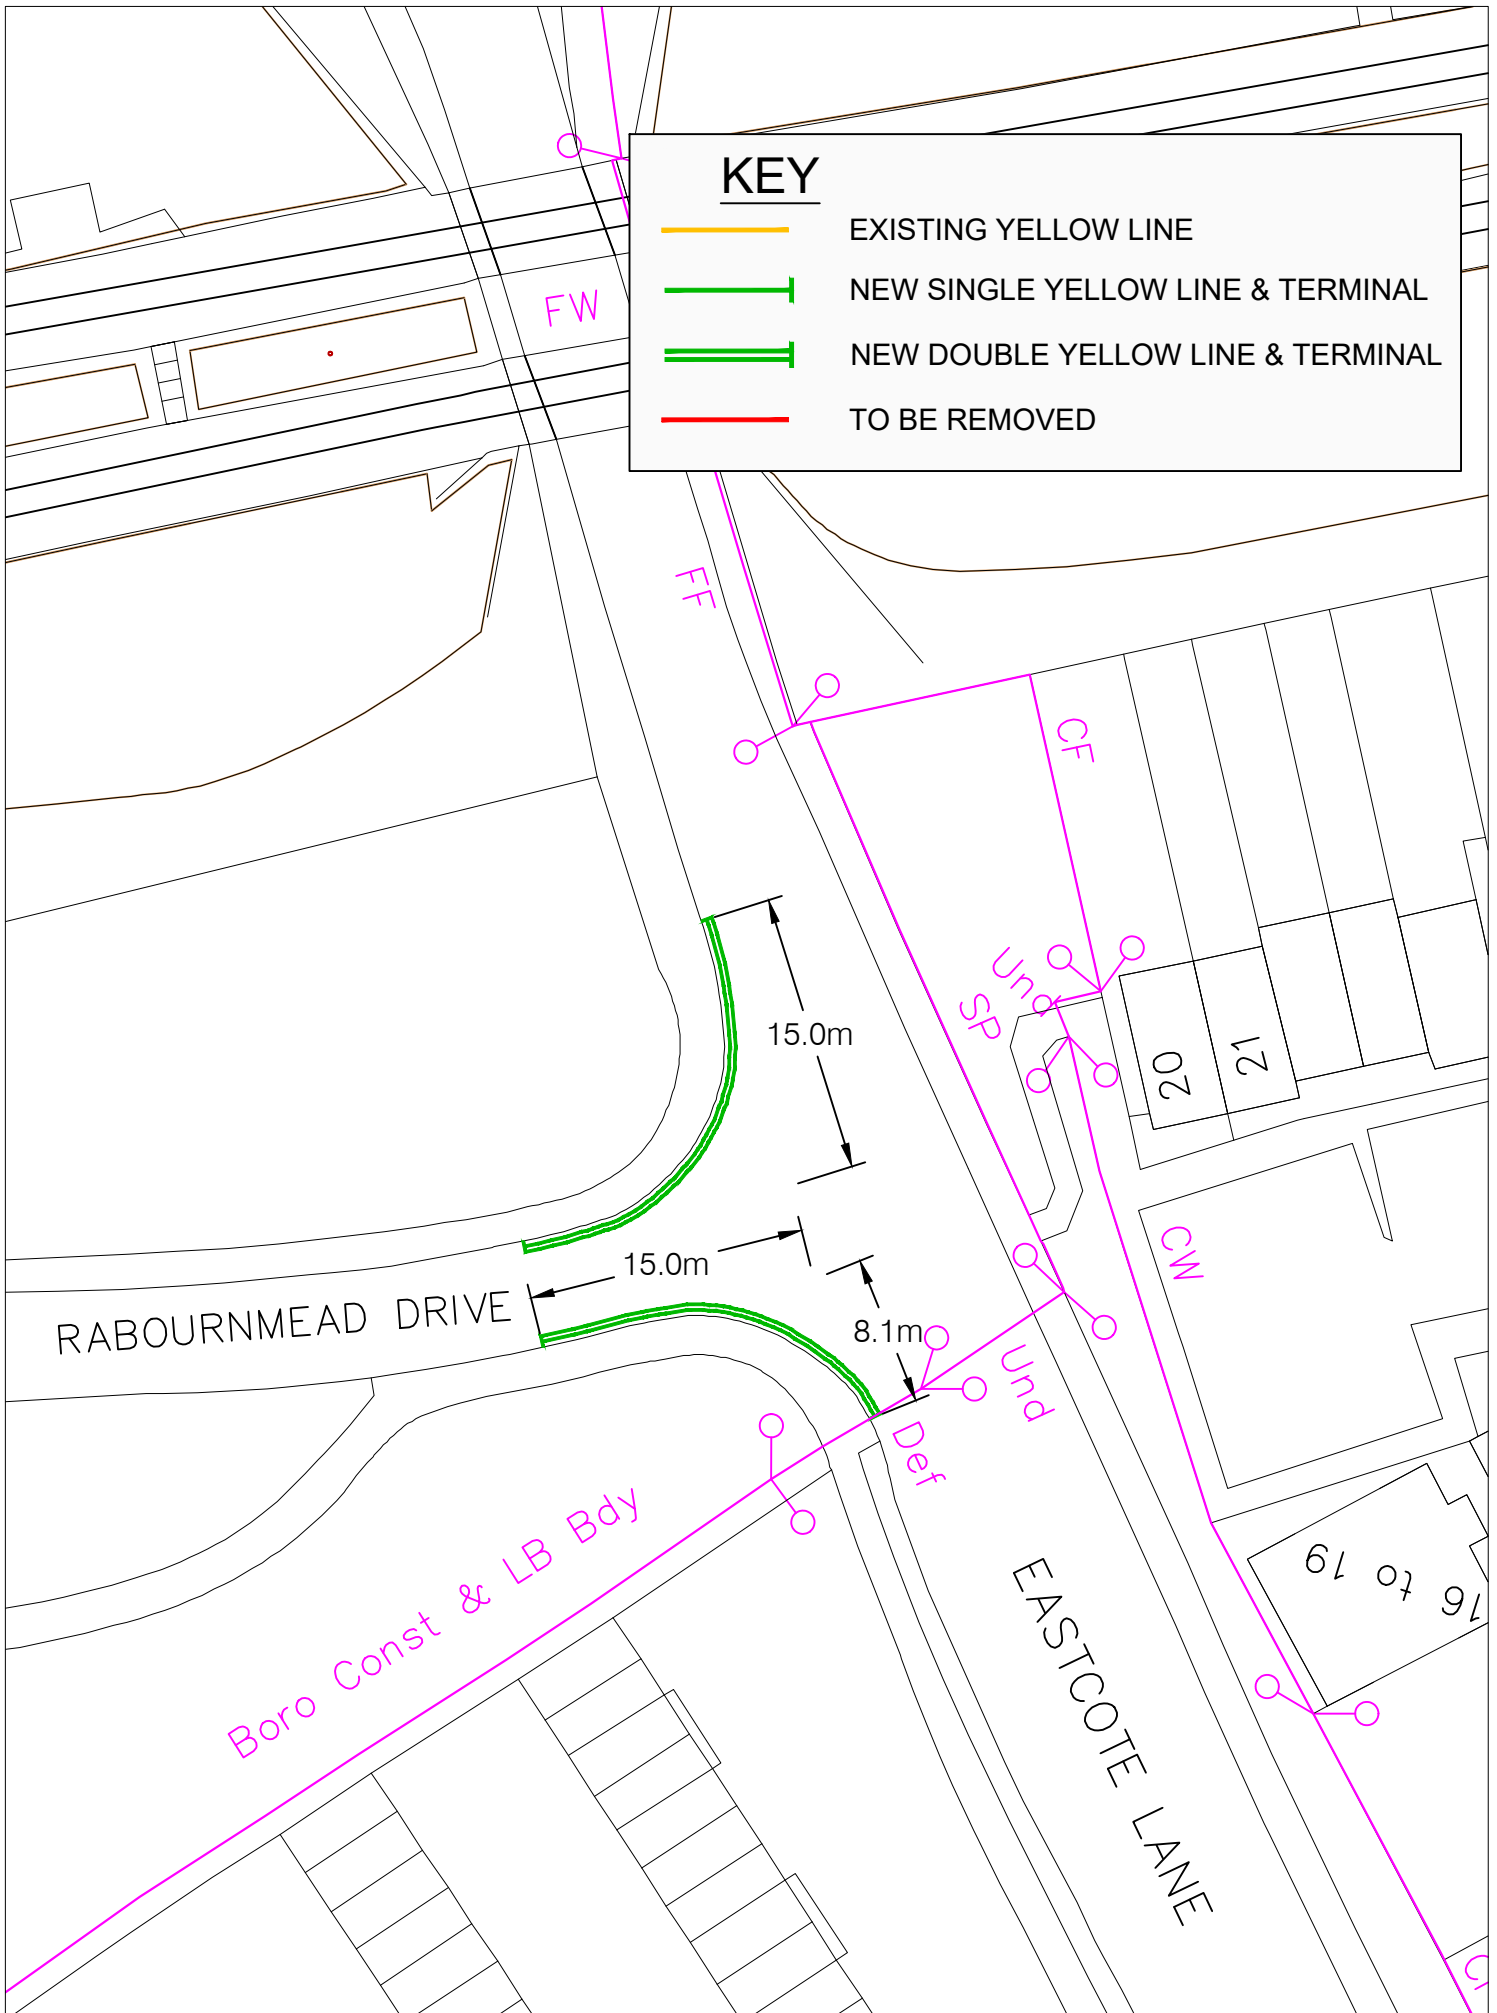 KEY
EXISTING YELLOW LINE
NEW SINGLE YELLOW LINE & TERMINAL
NEW DOUBLE YELLOW LINE & TERMINAL
TO BE REMOVED
FW
FF
CF
Und
SP
15.0m
20
21
CW
15.0m
RABOURNMEAD DRIVE
8.1m
Und
Def
Boro Const & LB Bdy
16 to 19
EASTCOTE LANE